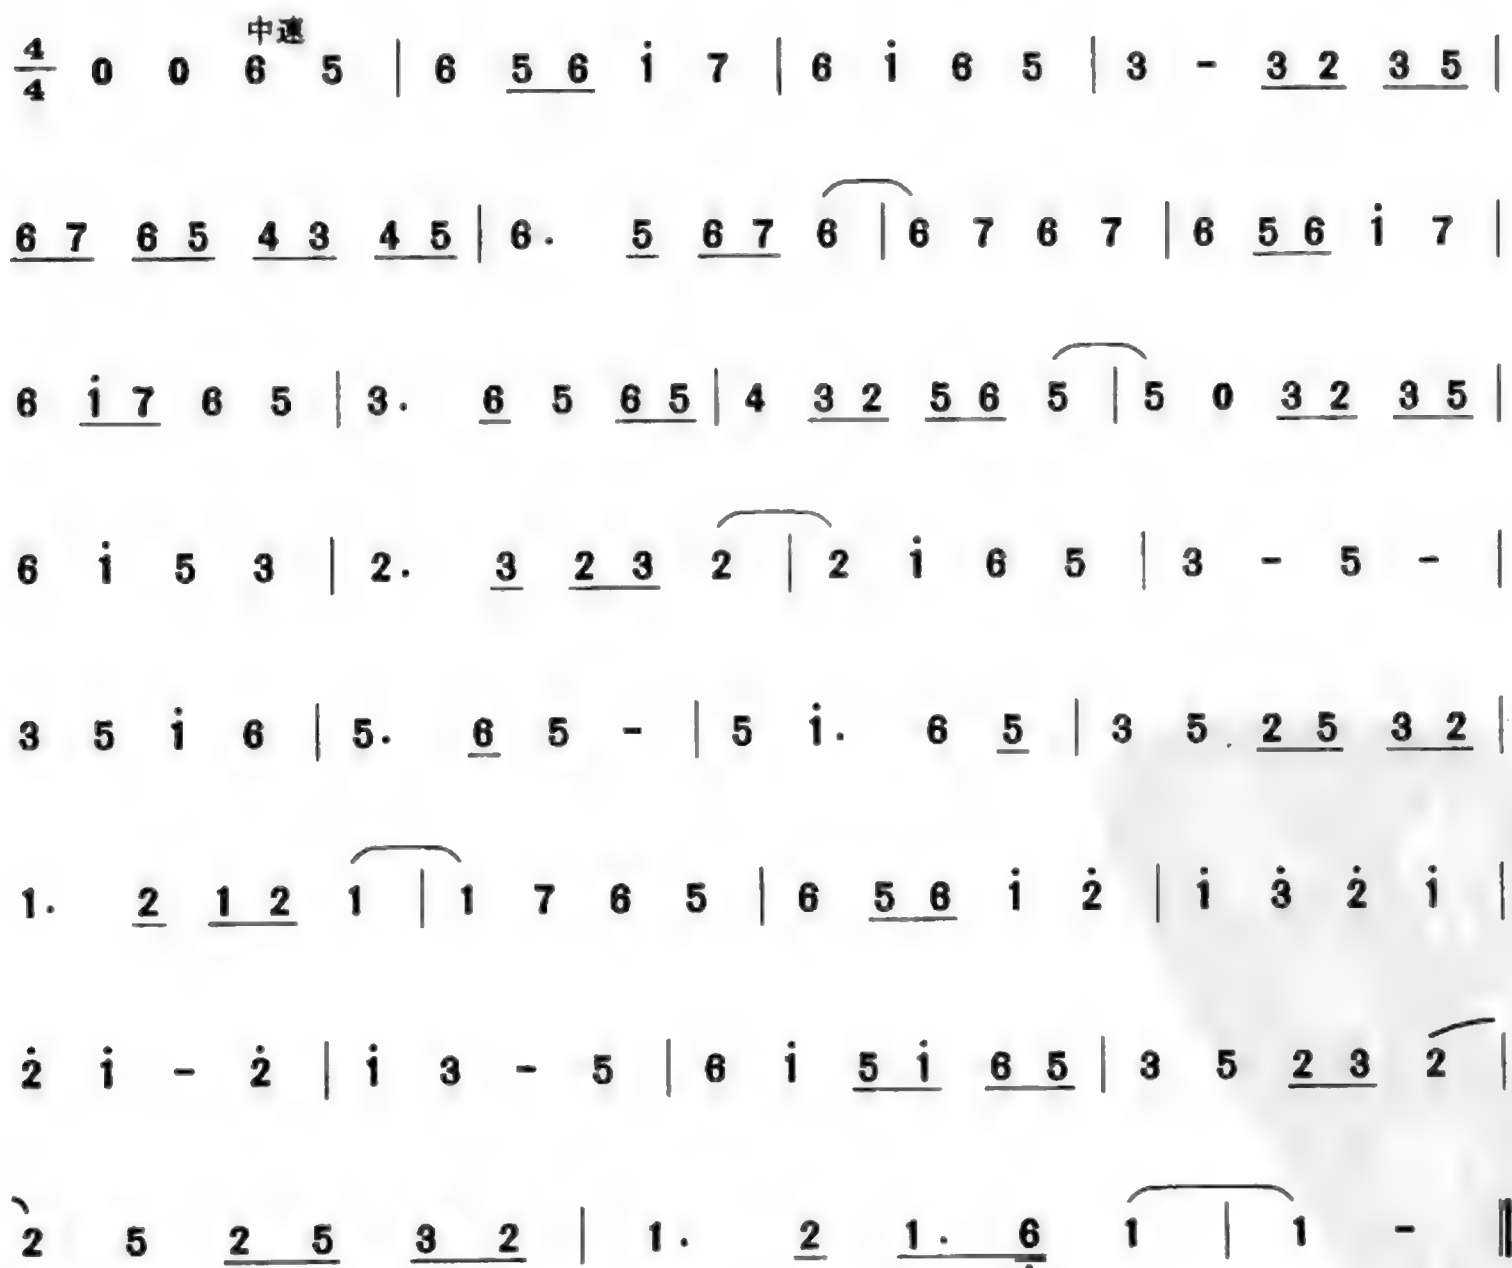 中速
4/4 0 0 6 5 | 6 5 6 i 7 | 6 i 6 5 | 3 - 3 2 3 5 |
6 7 6 5 4 3 4 5 | 6. 5 6 7 6 | 6 7 6 7 | 6 5 6 i 7 |
6 i 7 6 5 | 3. 6 5 6 5 | 4 3 2 5 6 5 | 5 0 3 2 3 5 |
6 i 5 3 | 2. 3 2 3 2 | 2 i 6 5 | 3 - 5 - |
3 5 i 6 | 5. 6 5 - | 5 i. 6 5 | 3 5 2 5 3 2 |
1. 2 1 2 1 | 1 7 6 5 | 6 5 6 i 2̇ | i 3̇ 2̇ i |
2̇ i - 2̇ | i 3 - 5 | 6 i 5 i 6 5 | 3 5 2 3 2 |
2 5 2 5 3 2 | 1. 2 1. 6̣ 1 | 1 - ‖